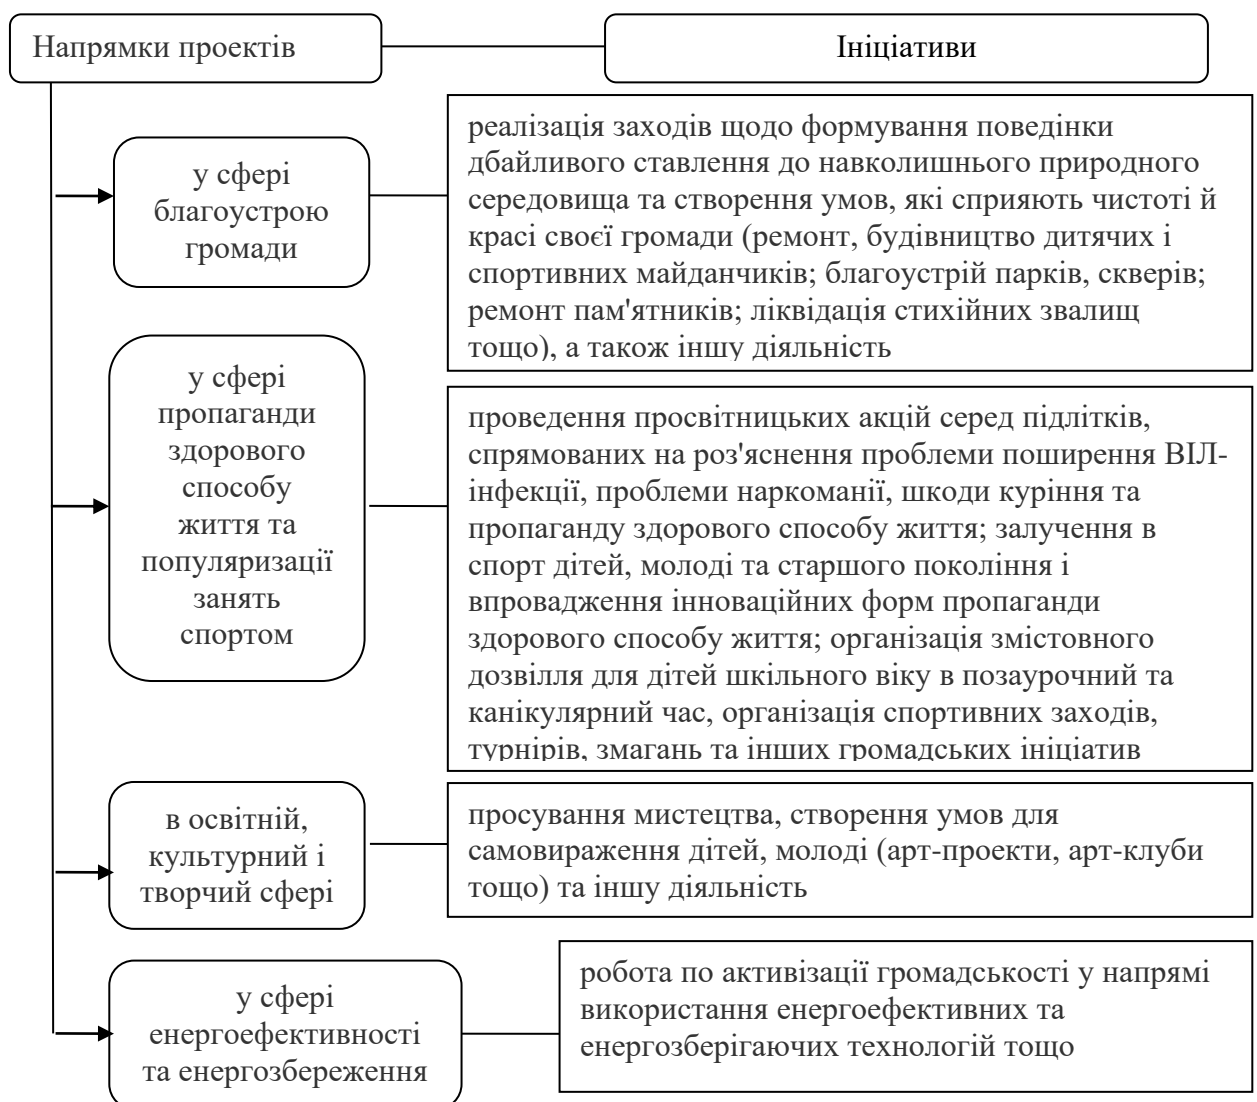 Напрямки проектів
Ініціативи
у сфері
благоустрою
громади
реалізація заходів щодо формування поведінки
дбайливого ставлення до навколишнього природного
середовища та створення умов, які сприяють чистоті й
красі своєї громади (ремонт, будівництво дитячих і
спортивних майданчиків; благоустрій парків, скверів;
ремонт пам'ятників; ліквідація стихійних звалищ
тощо), а також іншу діяльність
у сфері
пропаганди
здорового
способу
життя та
популяризації
занять
спортом
проведення просвітницьких акцій серед підлітків,
спрямованих на роз'яснення проблеми поширення ВІЛ-
інфекції, проблеми наркоманії, шкоди куріння та
пропаганду здорового способу життя; залучення в
спорт дітей, молоді та старшого покоління і
впровадження інноваційних форм пропаганди
здорового способу життя; організація змістовного
дозвілля для дітей шкільного віку в позаурочний та
канікулярний час, організація спортивних заходів,
турнірів, змагань та інших громадських ініціатив
в освітній,
культурний і
творчий сфері
просування мистецтва, створення умов для
самовираження дітей, молоді (арт-проекти, арт-клуби
тощо) та іншу діяльність
у сфері
енергоефективності
та енергозбереження
робота по активізації громадськості у напрямі
використання енергоефективних та
енергозберігаючих технологій тощо